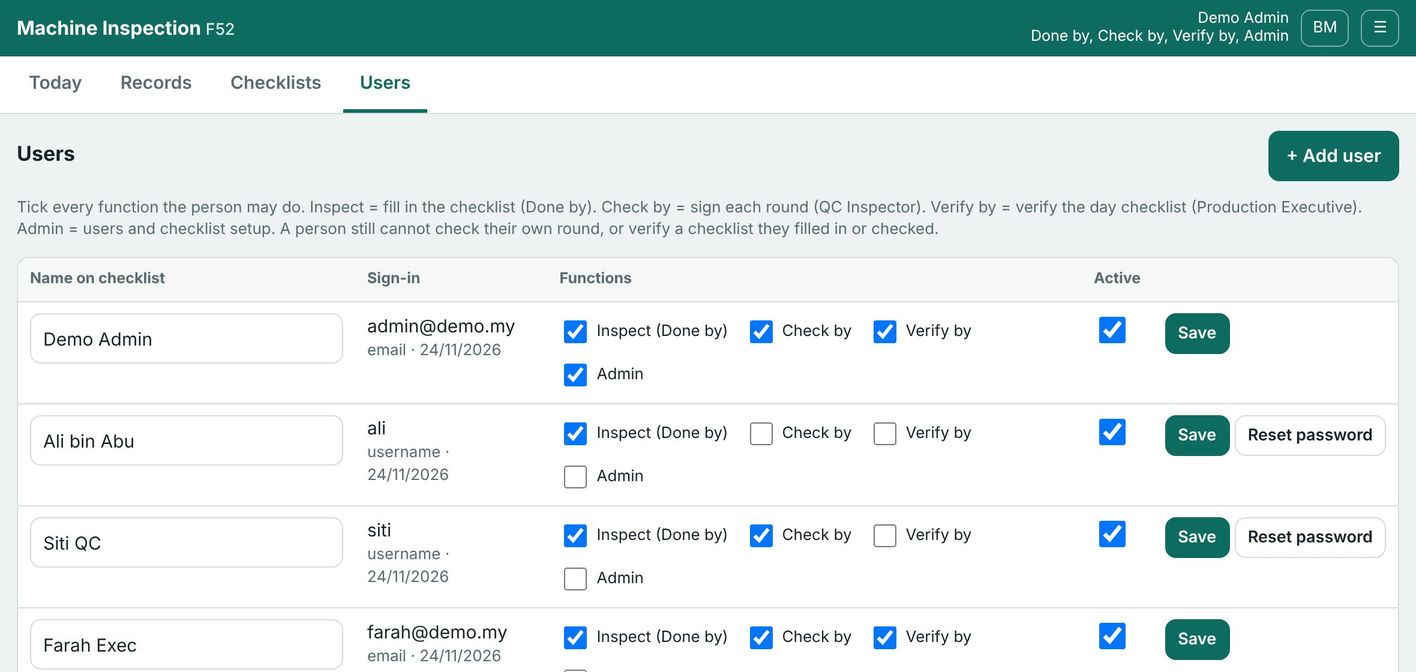 Machine Inspection F52
Demo Admin
Done by, Check by, Verify by, Admin
BM
☰
Today Records Checklists Users
Users
+ Add user
Tick every function the person may do. Inspect = fill in the checklist (Done by). Check by = sign each round (QC Inspector). Verify by = verify the day checklist (Production Executive).
Admin = users and checklist setup. A person still cannot check their own round, or verify a checklist they filled in or checked.
Name on checklist Sign-in Functions Active
Demo Admin
admin@demo.my
email · 24/11/2026
Inspect (Done by) Check by Verify by
Admin
Save
Ali bin Abu
ali
username ·
24/11/2026
Inspect (Done by) Check by Verify by
Admin
Save Reset password
Siti QC
siti
username ·
24/11/2026
Inspect (Done by) Check by Verify by
Admin
Save Reset password
Farah Exec
farah@demo.my
email · 24/11/2026
Inspect (Done by) Check by Verify by
Save